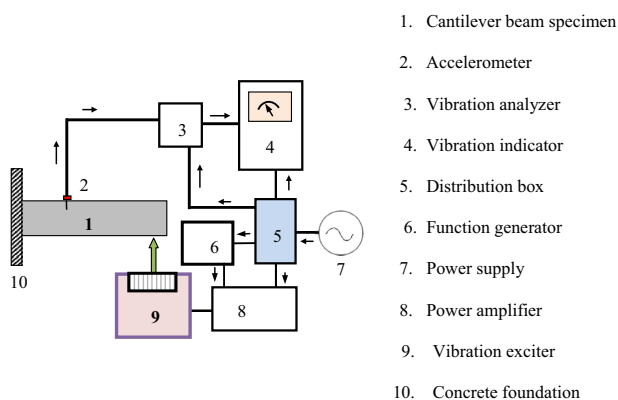 1. Cantilever beam specimen
2. Accelerometer
3. Vibration analyzer
4. Vibration indicator
5. Distribution box
6. Function generator
7. Power supply
8. Power amplifier
9. Vibration exciter
10. Concrete foundation
3
4
2
1
5
6
7
10
8
9